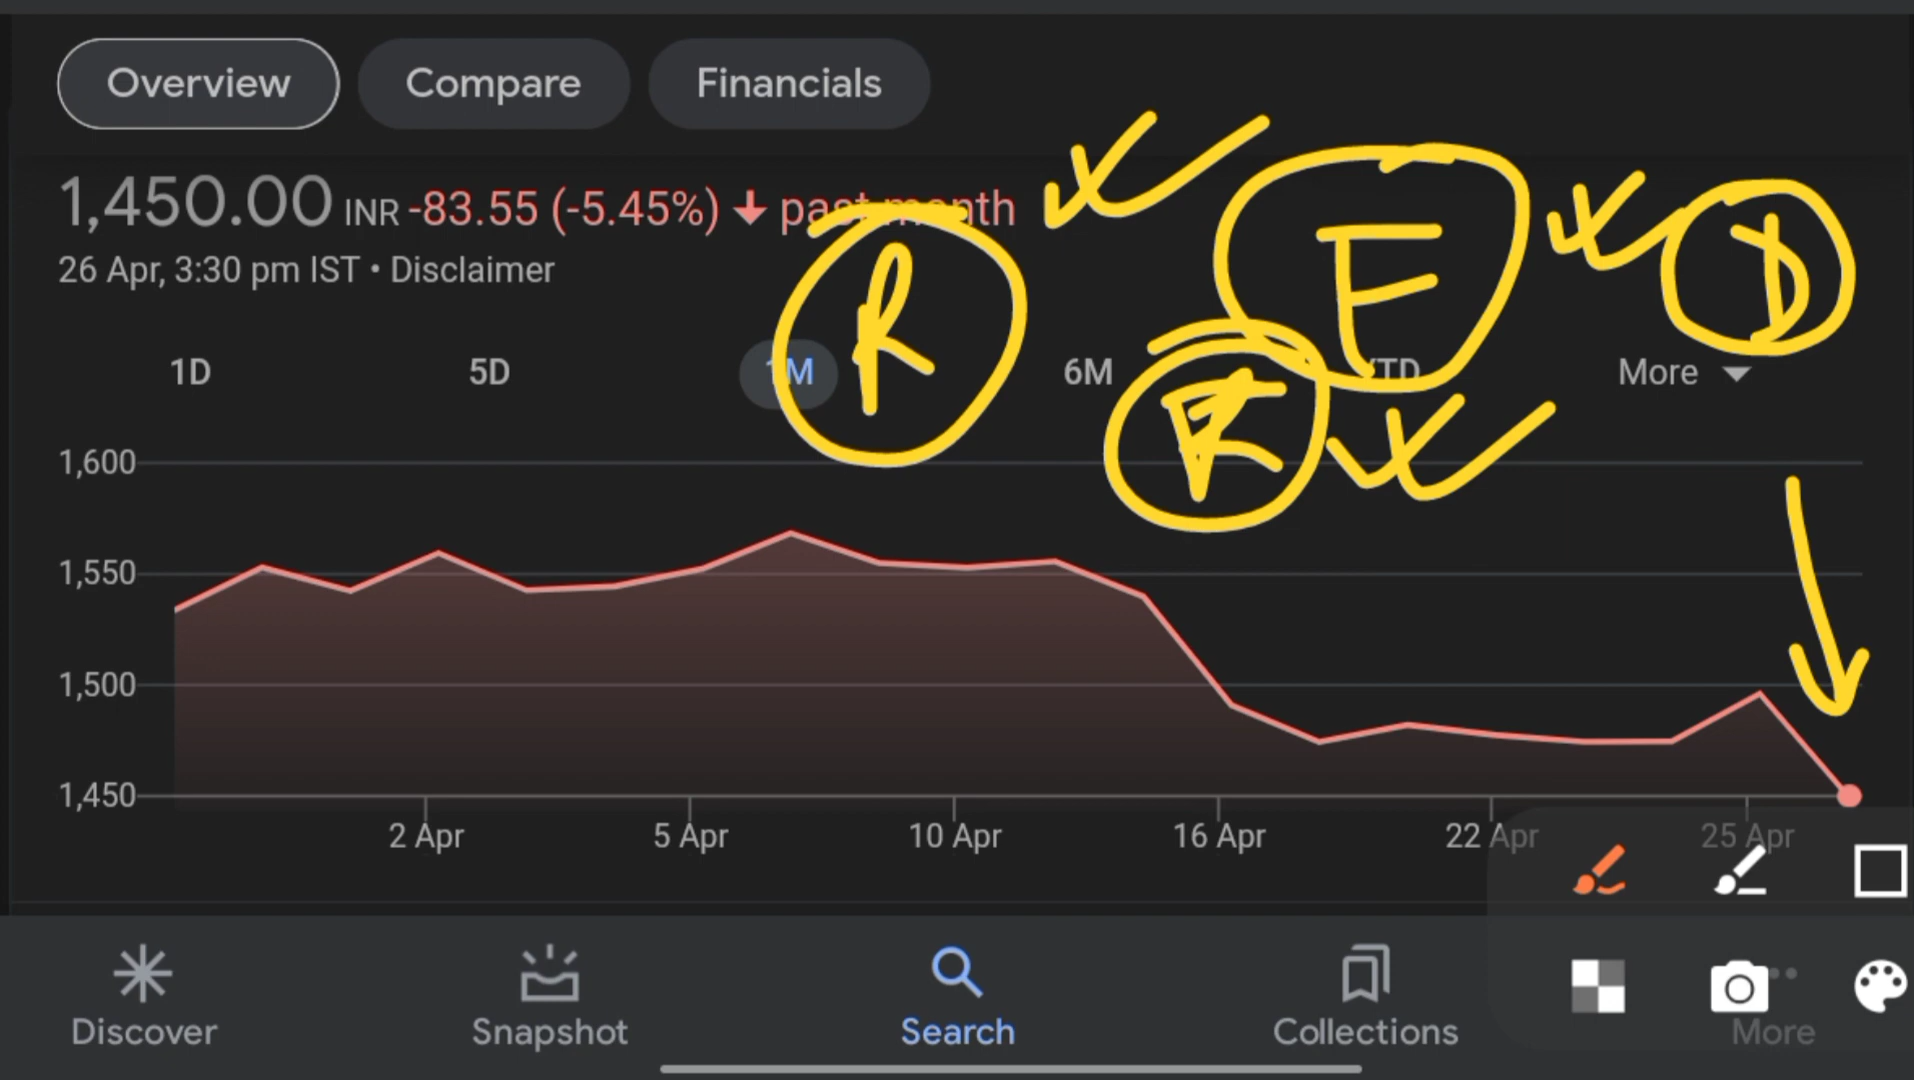 Overview Compare Financials
1,450.00 INR -83.55 (-5.45%) past month
26 Apr, 3:30 pm IST • Disclaimer
R F D
1D 5D 1M 6M YTD More
1,600
1,550
1,500
1,450
2 Apr 5 Apr 10 Apr 16 Apr 22 Apr 25 Apr
Discover Snapshot Search Collections More